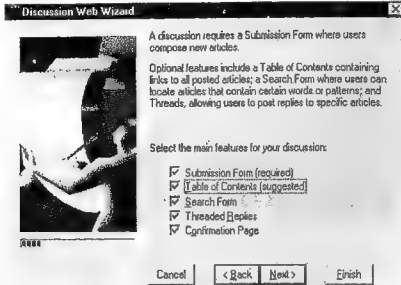 Discussion Web Wizard
A discussion requires a Submission Form where users
compose new articles.
Optional features include a Table of Contents containing
links to all posted articles; a Search Form where users can
locate articles that contain certain words or patterns; and
Threads, allowing users to post replies to specific articles.
Select the main features for your discussion:
Submission Form (required)
Table of Contents (suggested)
Search Form
Threaded Replies
Confirmation Page
Cancel
< Back
Next >
Finish